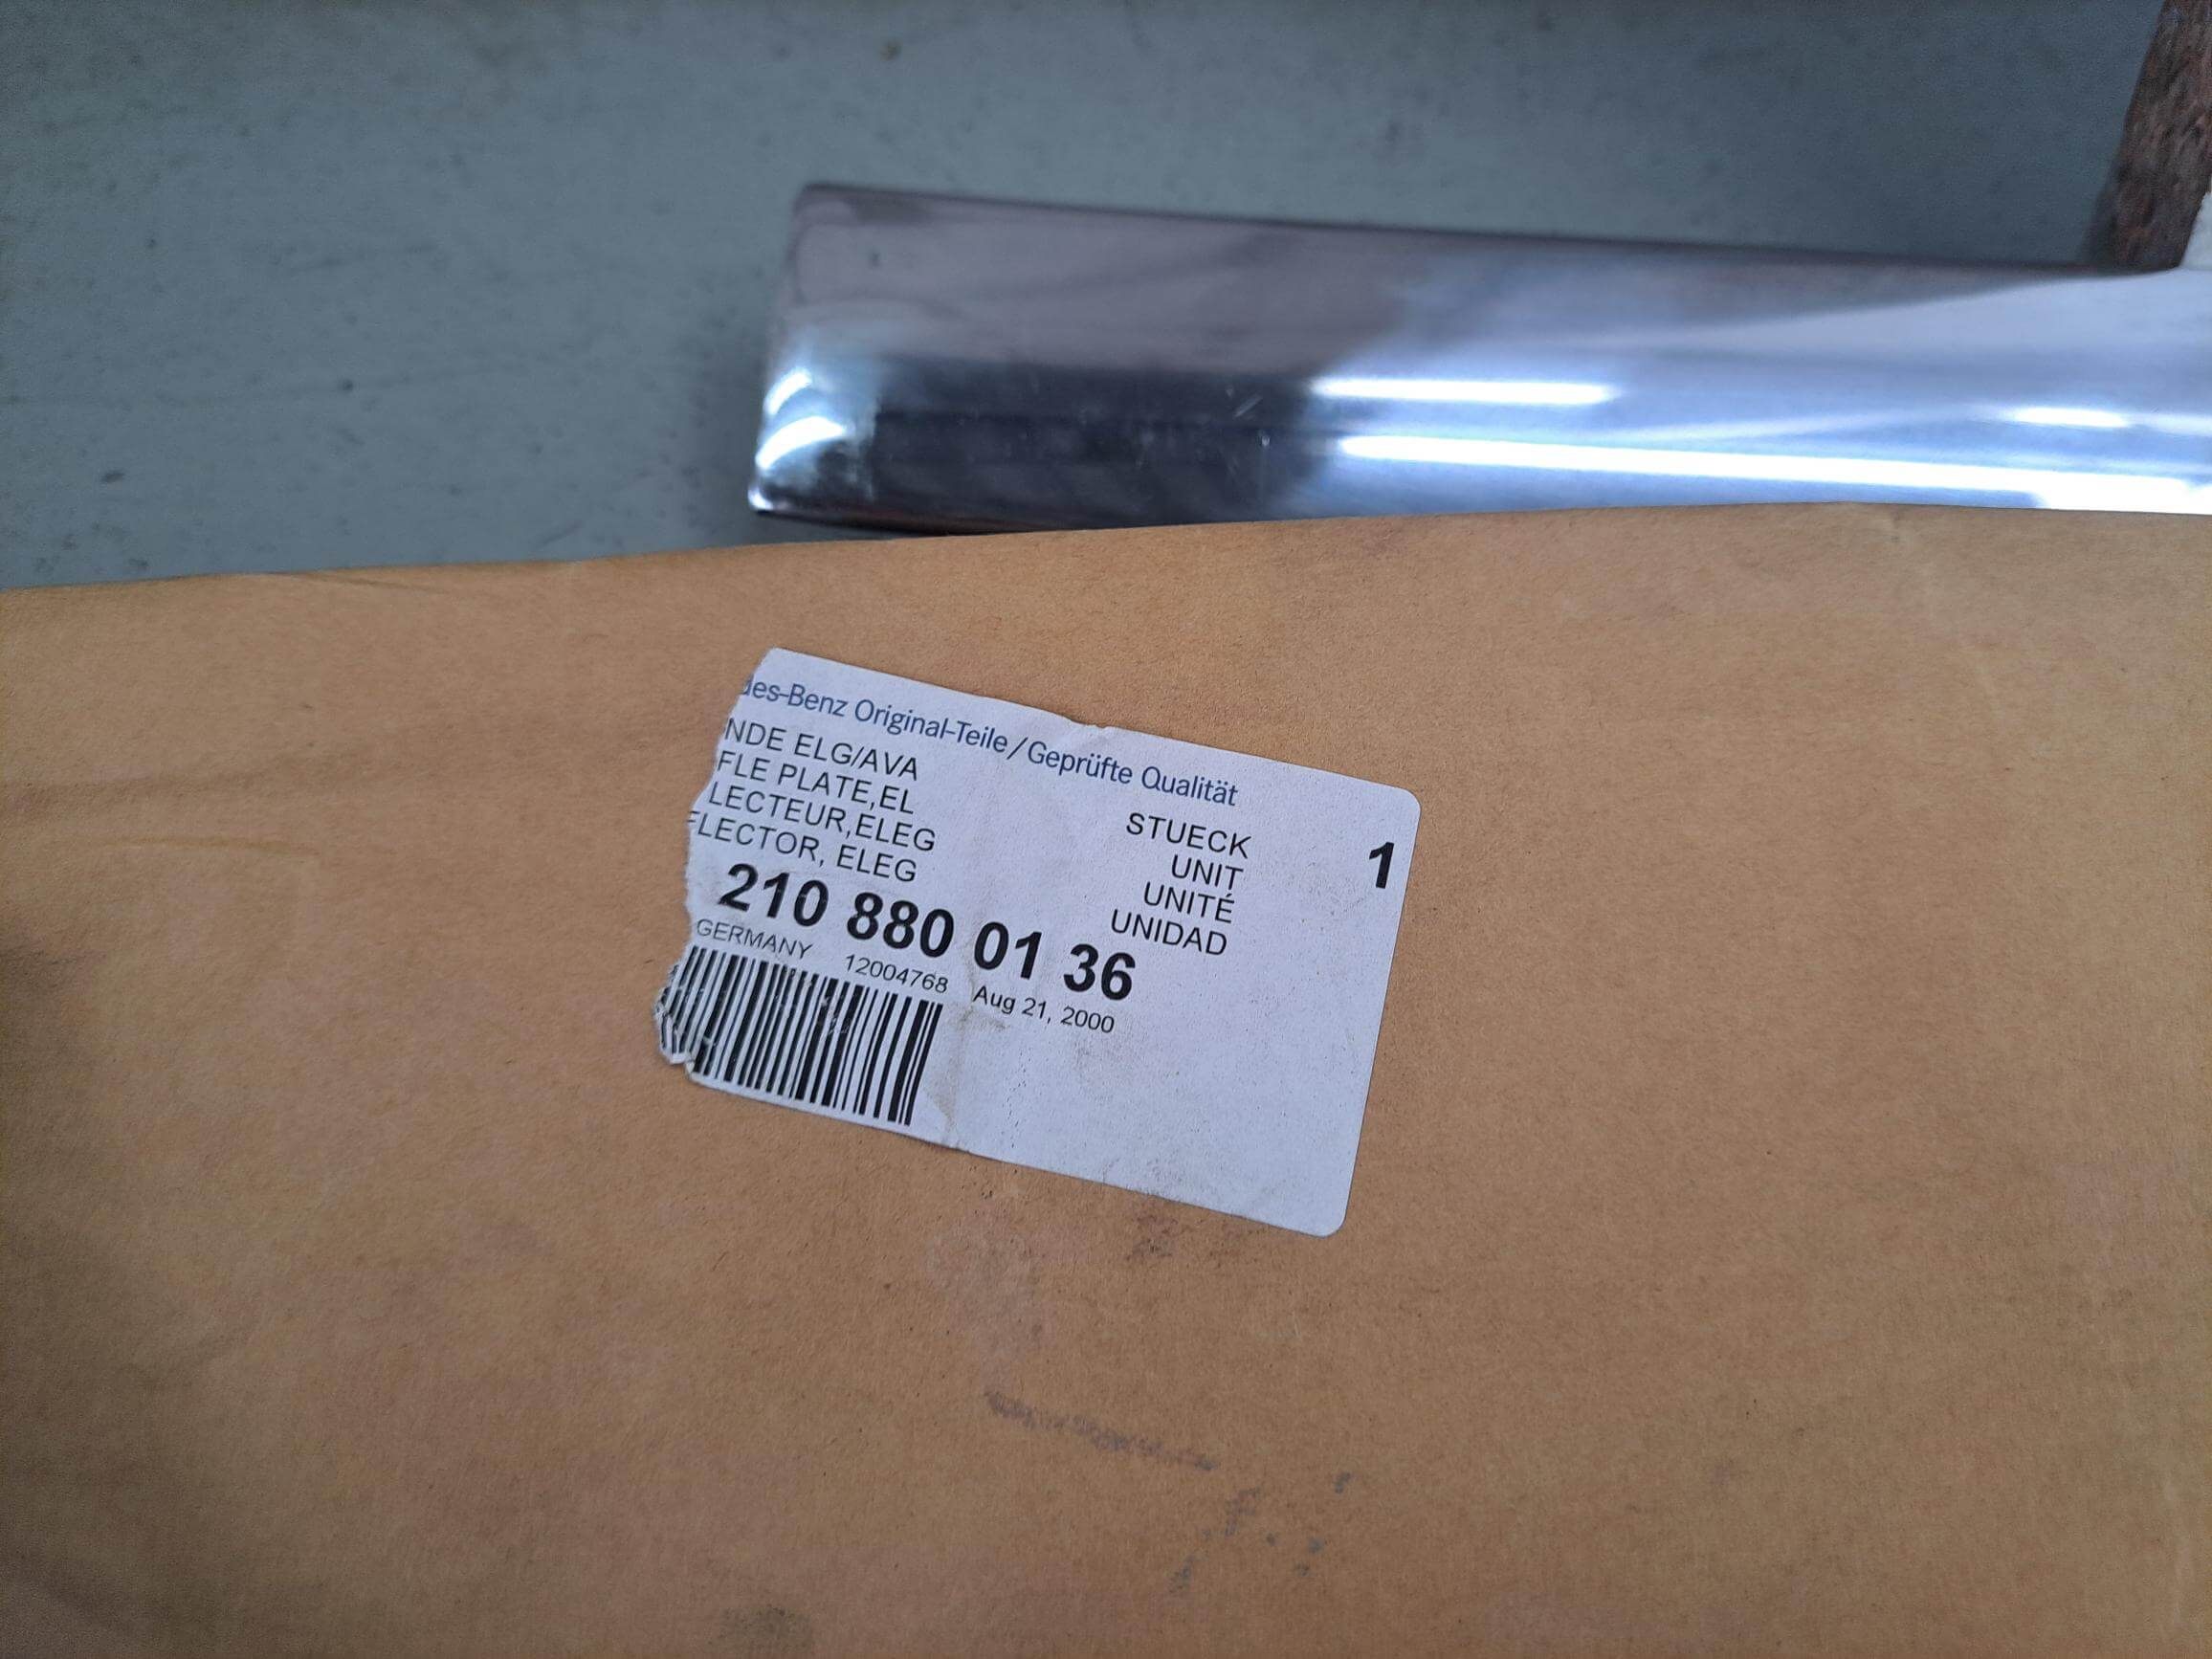 des-Benz Original-Teile/Geprüfte Qualität
NDE ELG/AVA
FLE PLATE,EL
LECTEUR,ELEG
FLECTOR, ELEG
STUECK 1
UNIT
UNITÉ
UNIDAD
210 880 01 36
GERMANY 12004768 Aug 21, 2000